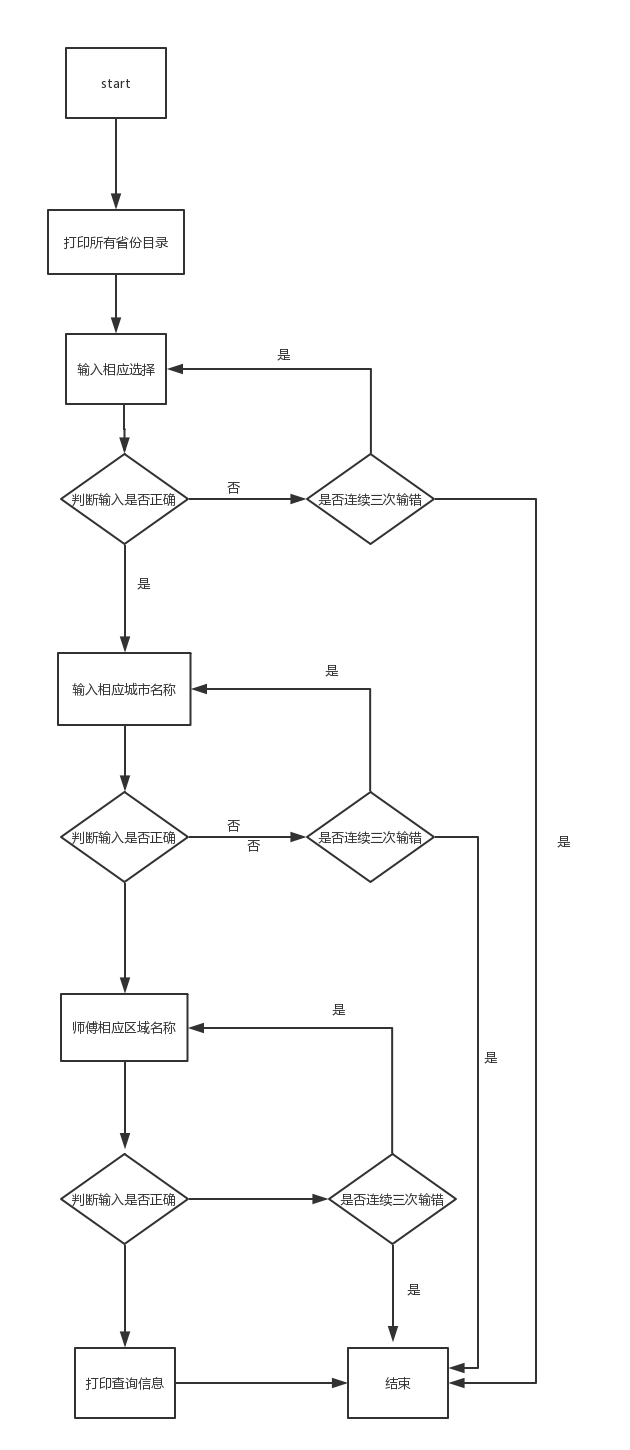 start
打印所有省份目录
输入相应选择
是
判断输入是否正确
否
是否连续三次输错
是
输入相应城市名称
是
判断输入是否正确
否
否
是否连续三次输错
是
师傅相应区域名称
是
是
判断输入是否正确
是否连续三次输错
是
打印查询信息
结束